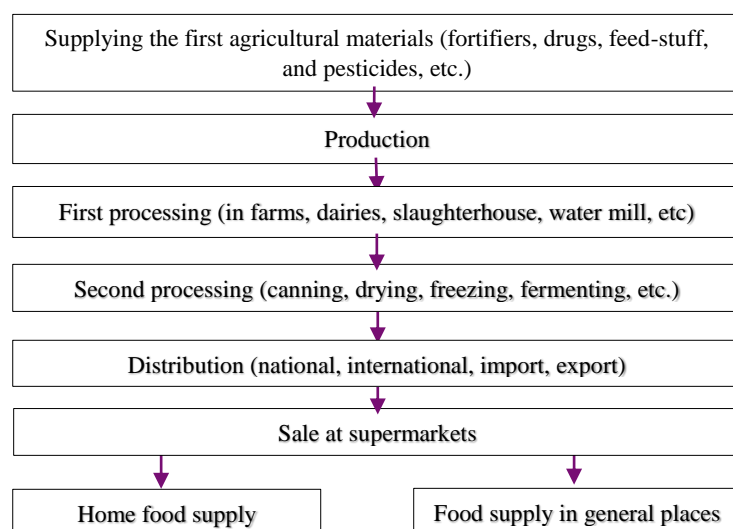 Supplying the first agricultural materials (fortifiers, drugs, feed-stuff,
and pesticides, etc.)
Production
First processing (in farms, dairies, slaughterhouse, water mill, etc)
Second processing (canning, drying, freezing, fermenting, etc.)
Distribution (national, international, import, export)
Sale at supermarkets
Home food supply
Food supply in general places